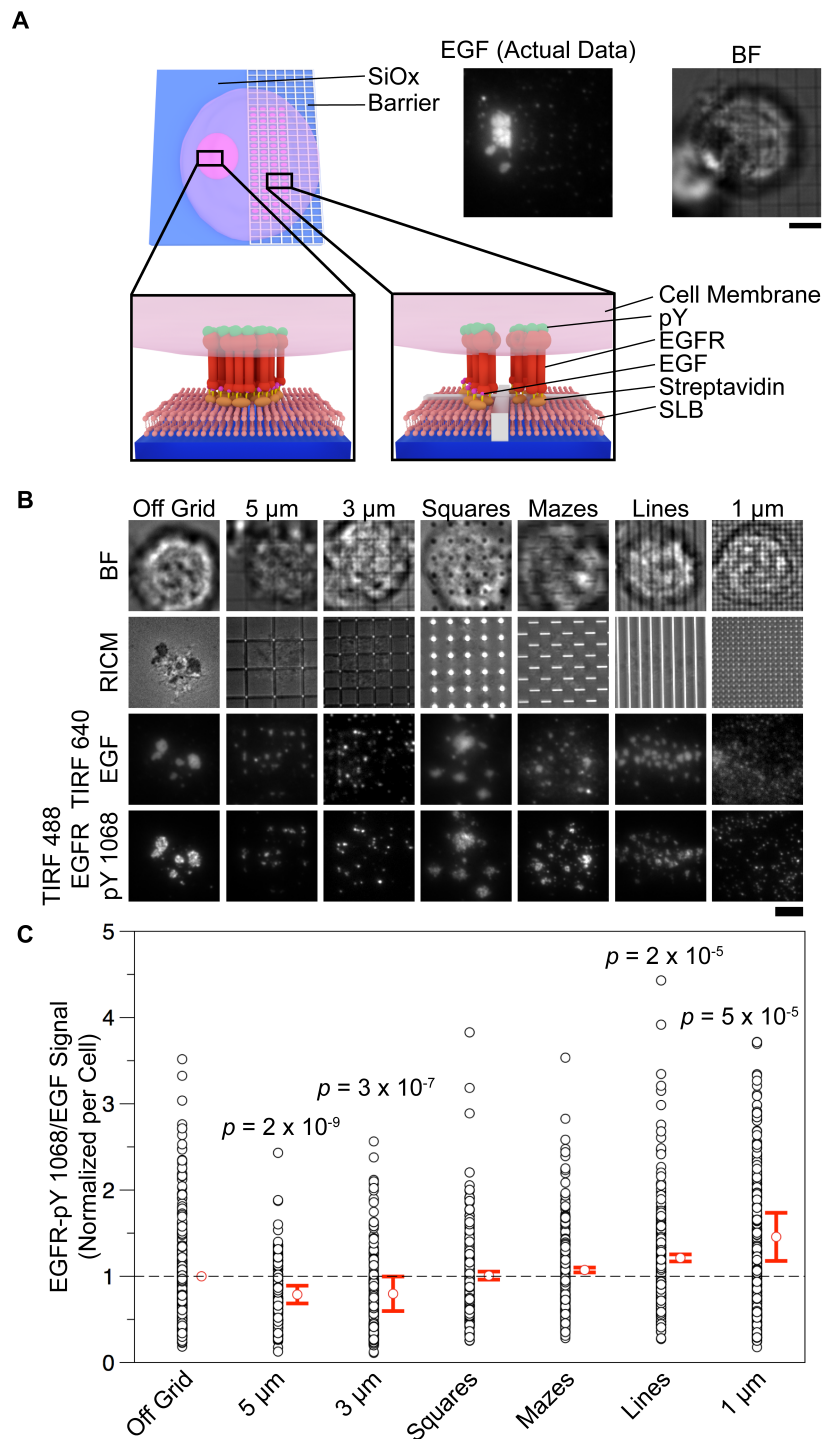 A
EGF (Actual Data)
BF
SiOx
Barrier
Cell Membrane
pY
EGFR
EGF
Streptavidin
SLB
B
Off Grid 5 µm 3 µm Squares Mazes Lines 1 µm
BF
RICM
TIRF 640
EGF
TIRF 488
EGFR
pY 1068
C
EGFR-pY 1068/EGF Signal
(Normalized per Cell)
5
4
3
2
1
0
p = 2 x 10⁻⁹
p = 3 x 10⁻⁷
p = 2 x 10⁻⁵
p = 5 x 10⁻⁵
Off Grid
5 µm
3 µm
Squares
Mazes
Lines
1 µm